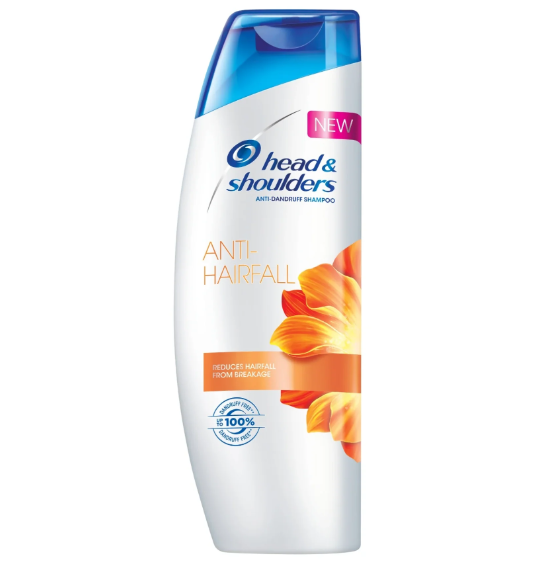 NEW
head &
shoulders
ANTI-DANDRUFF SHAMPOO
ANTI-
HAIRFALL
REDUCES HAIRFALL
FROM BREAKAGE
DANDRUFF FREE**
UP TO 100%
DANDRUFF FREE**